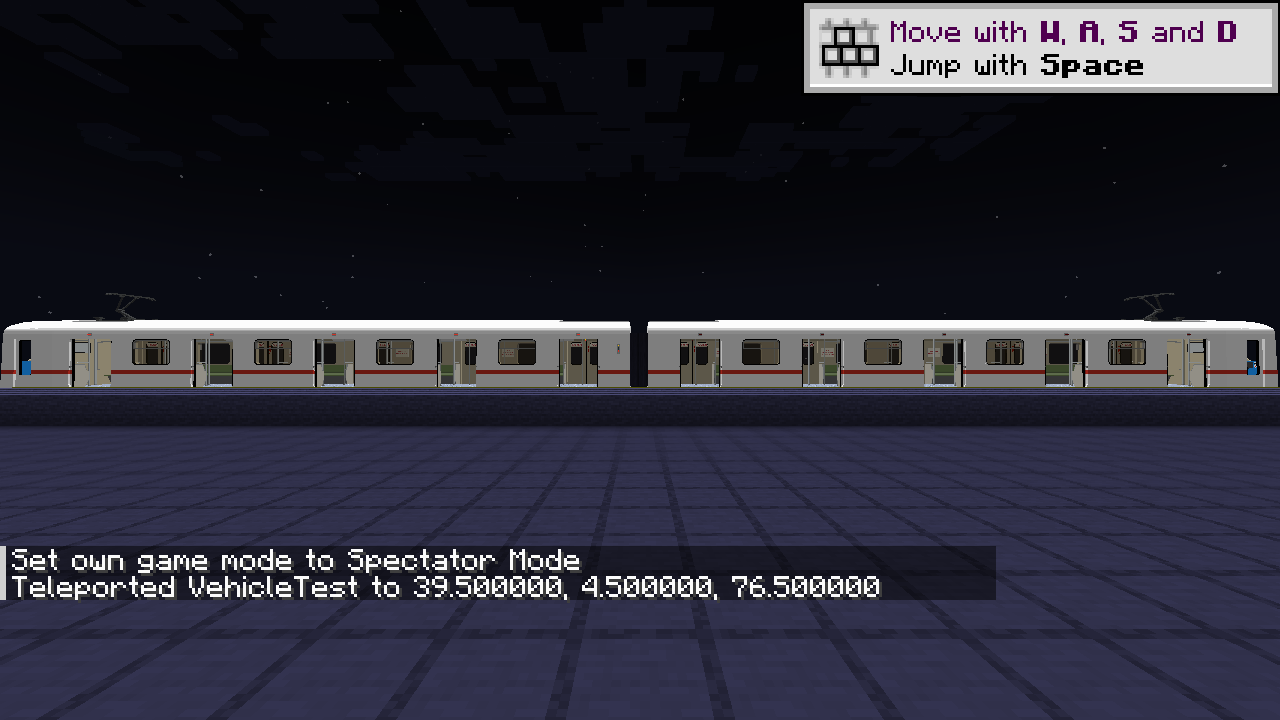 Move with W, A, S and D
Jump with Space
Set own game mode to Spectator Mode
Teleported VehicleTest to 39.500000, 4.500000, 76.500000